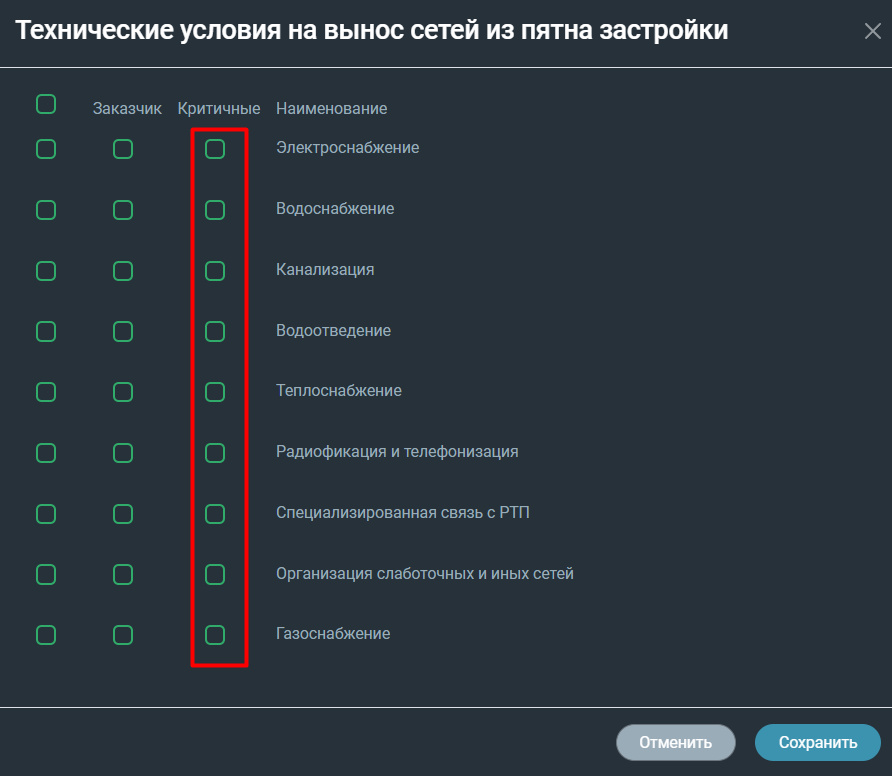 Технические условия на вынос сетей из пятна застройки
Заказчик Критичные Наименование
Электроснабжение
Водоснабжение
Канализация
Водоотведение
Теплоснабжение
Радиофикация и телефонизация
Специализированная связь с РТП
Организация слаботочных и иных сетей
Газоснабжение
Отменить Сохранить